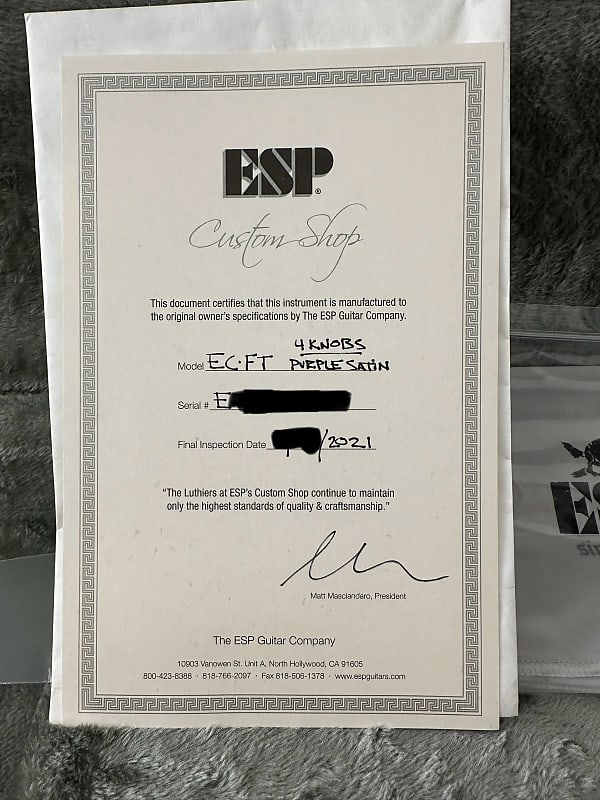 ESP®
Custom Shop
This document certifies that this instrument is manufactured to
the original owner's specifications by The ESP Guitar Company.
4 KNOBS
Model EC-FT PURPLE SATIN
Serial # E
Final Inspection Date /2021
"The Luthiers at ESP's Custom Shop continue to maintain
only the highest standards of quality & craftsmanship."
Matt Masciandaro, President
The ESP Guitar Company
10903 Vanowen St. Unit A, North Hollywood, CA 91605
800-423-8388 · 818-766-2097 · Fax 818-506-1378 · www.espguitars.com